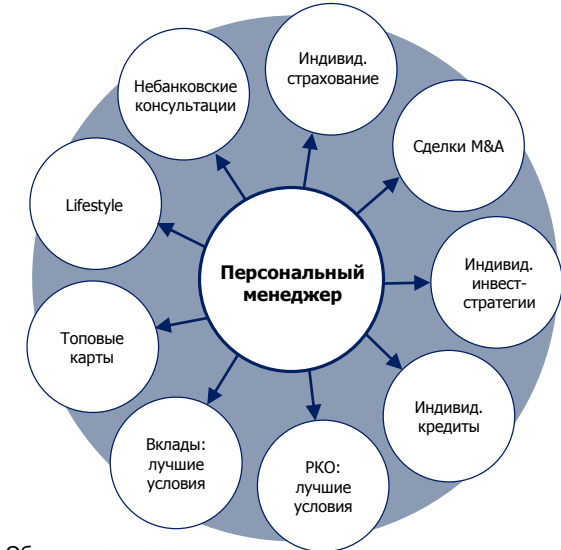 Индивид.
страхование
Небанковские
консультации
Сделки M&A
Lifestyle
Персональный
менеджер
Индивид.
инвест-
стратегии
Топовые
карты
Индивид.
кредиты
Вклады:
лучшие
условия
РКО:
лучшие
условия